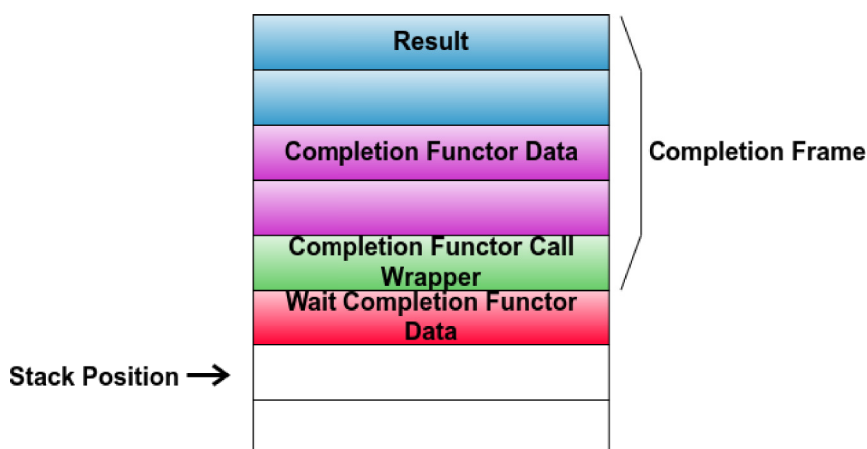 Result
Completion Functor Data
Completion Frame
Completion Functor Call
Wrapper
Wait Completion Functor
Data
Stack Position